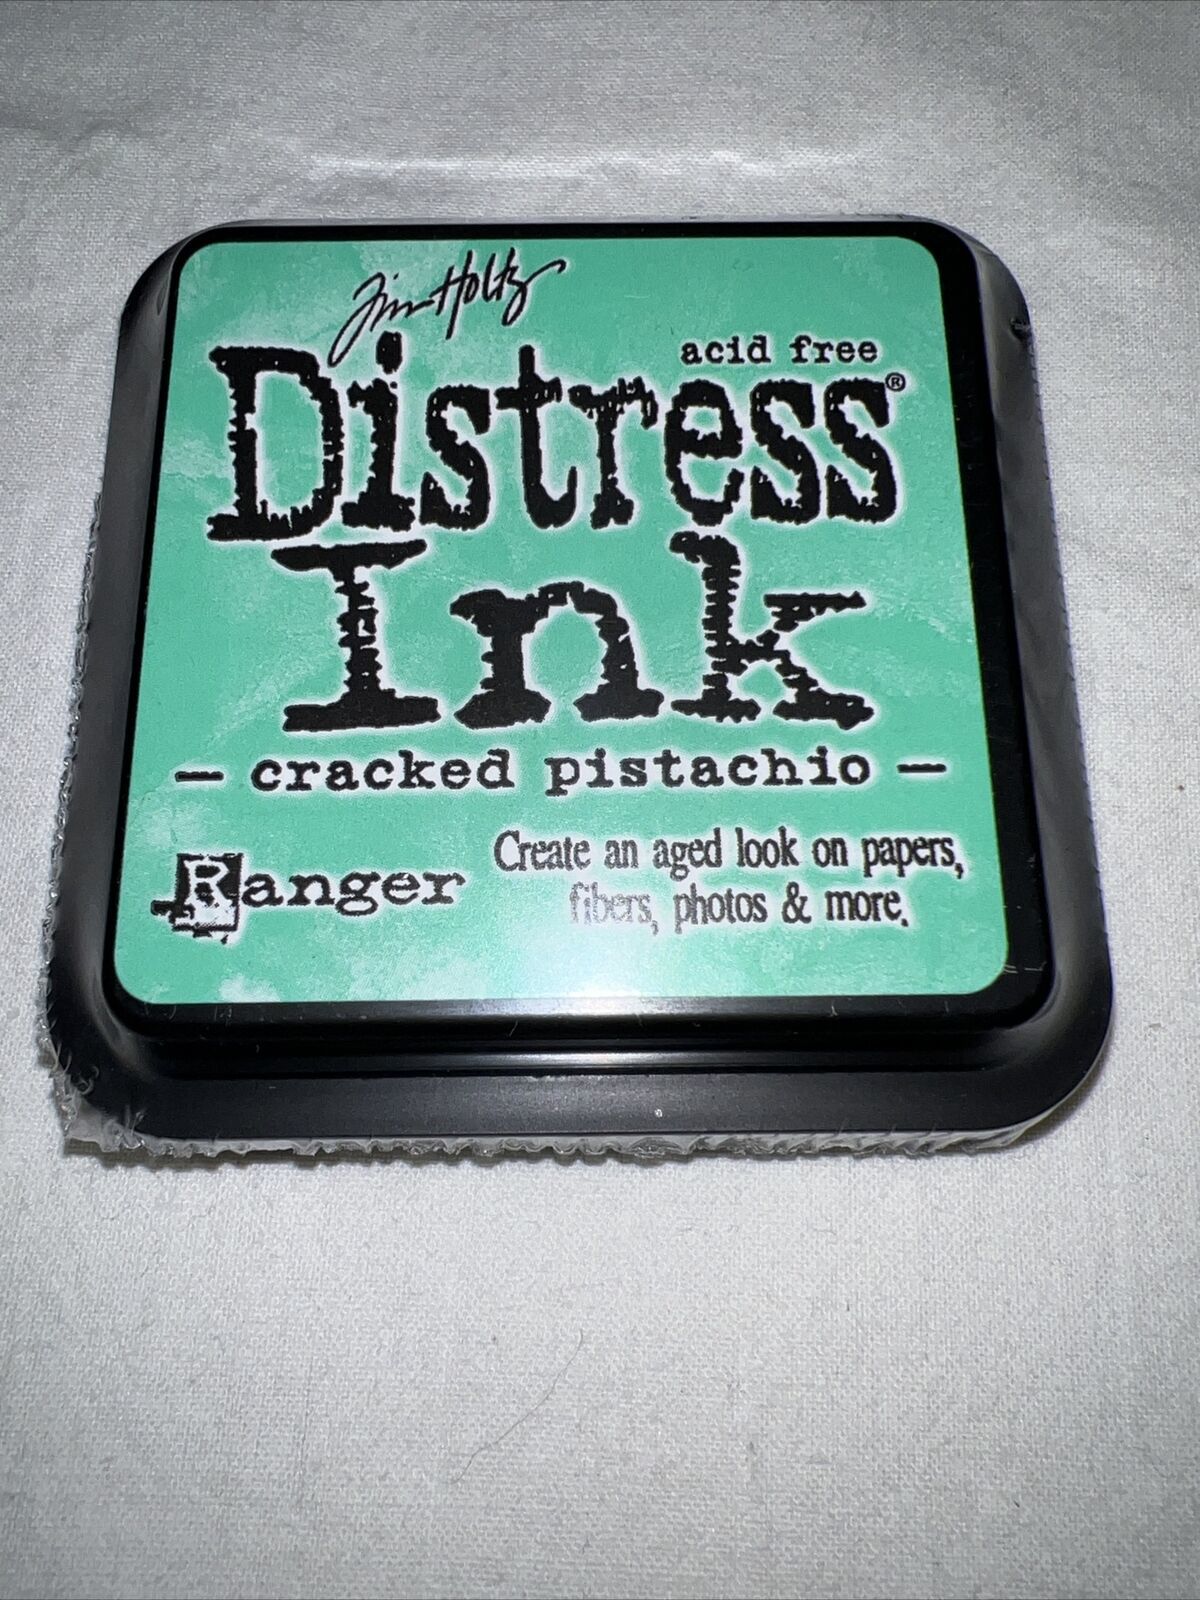 Tim Holtz
acid free
Distress®
Ink
— cracked pistachio —
Ranger
Create an aged look on papers,
fibers, photos & more.